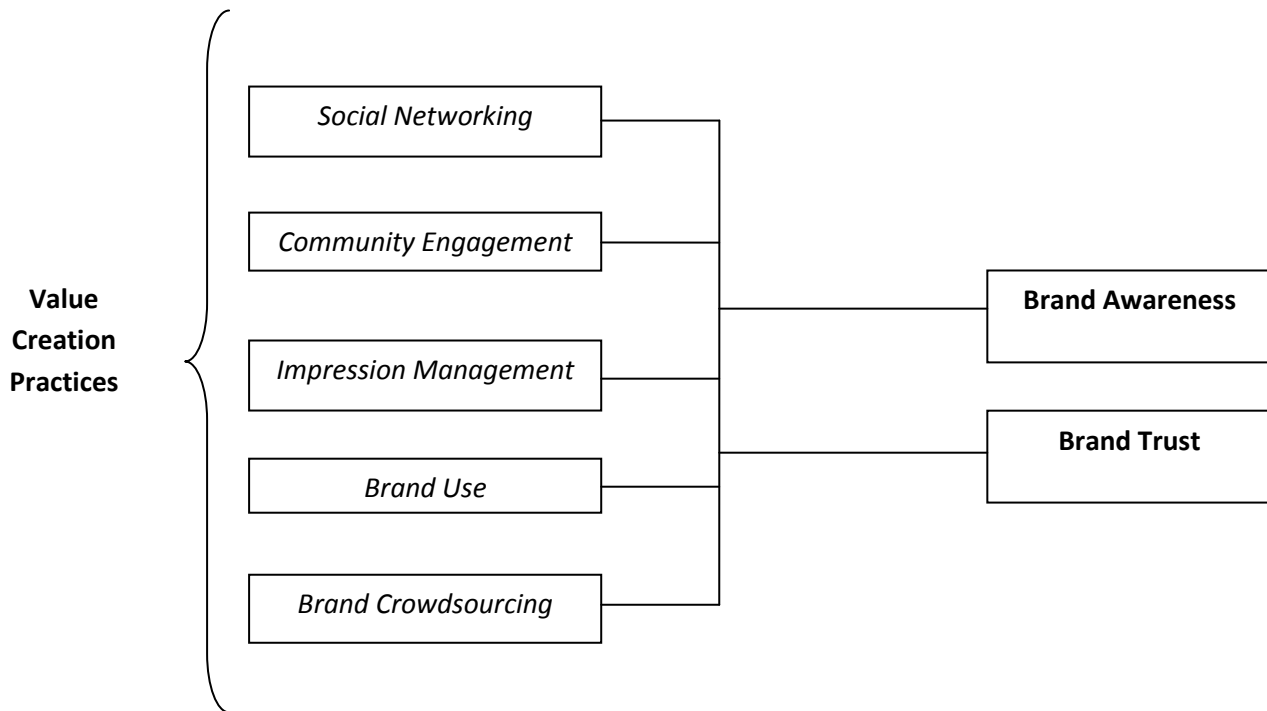 Value
Creation
Practices
Social Networking
Community Engagement
Impression Management
Brand Use
Brand Crowdsourcing
Brand Awareness
Brand Trust